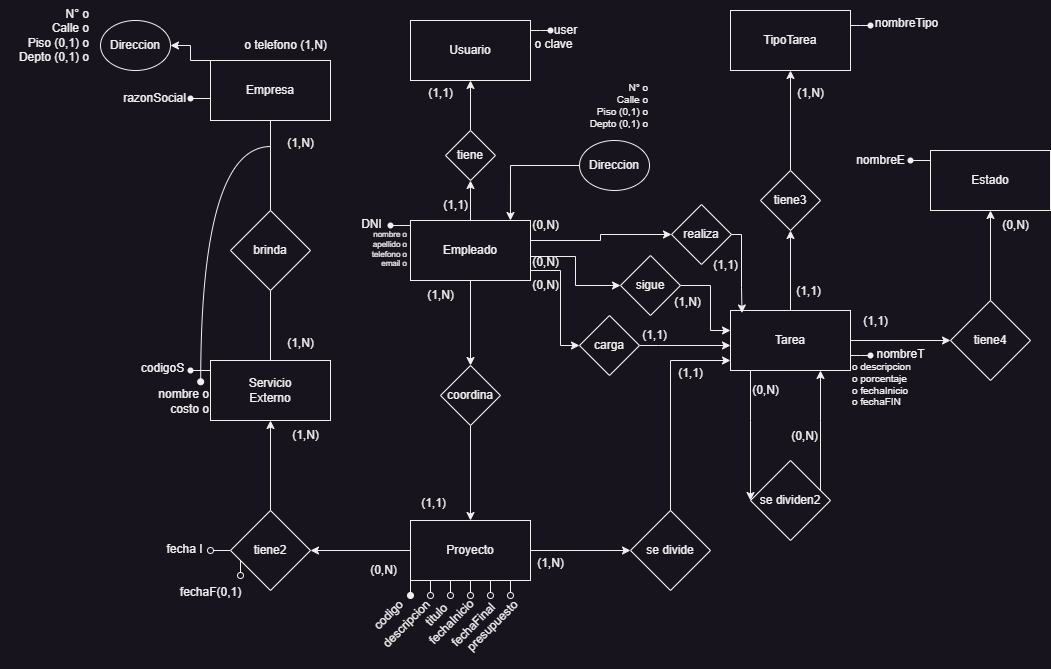 N° o
Calle o
Piso (0,1) o
Depto (0,1) o
Direccion
o telefono (1,N)
Empresa
razonSocial
(1,N)
brinda
(1,N)
codigoS
nombre o
costo o
Servicio
Externo
(1,N)
fecha I
tiene2
fechaF(0,1)
Usuario
user
o clave
(1,1)
tiene
(1,1)
N° o
Calle o
Piso (0,1) o
Depto (0,1) o
Direccion
DNI
nombre o
apellido o
telefono o
email o
Empleado
(0,N)
(0,N)
(0,N)
(1,N)
realiza
(1,1)
sigue
(1,N)
carga
(1,1)
coordina
(1,1)
(0,N)
Proyecto
(1,N)
codigo
descripcion
titulo
fechaInicio
fechaFinal
presupuesto
se divide
(1,1)
TipoTarea
nombreTipo
(1,N)
tiene3
(1,1)
Tarea
(1,1)
nombreT
o descripcion
o porcentaje
o fechaInicio
o fechaFIN
(0,N)
(0,N)
se dividen2
nombreE
Estado
(0,N)
tiene4